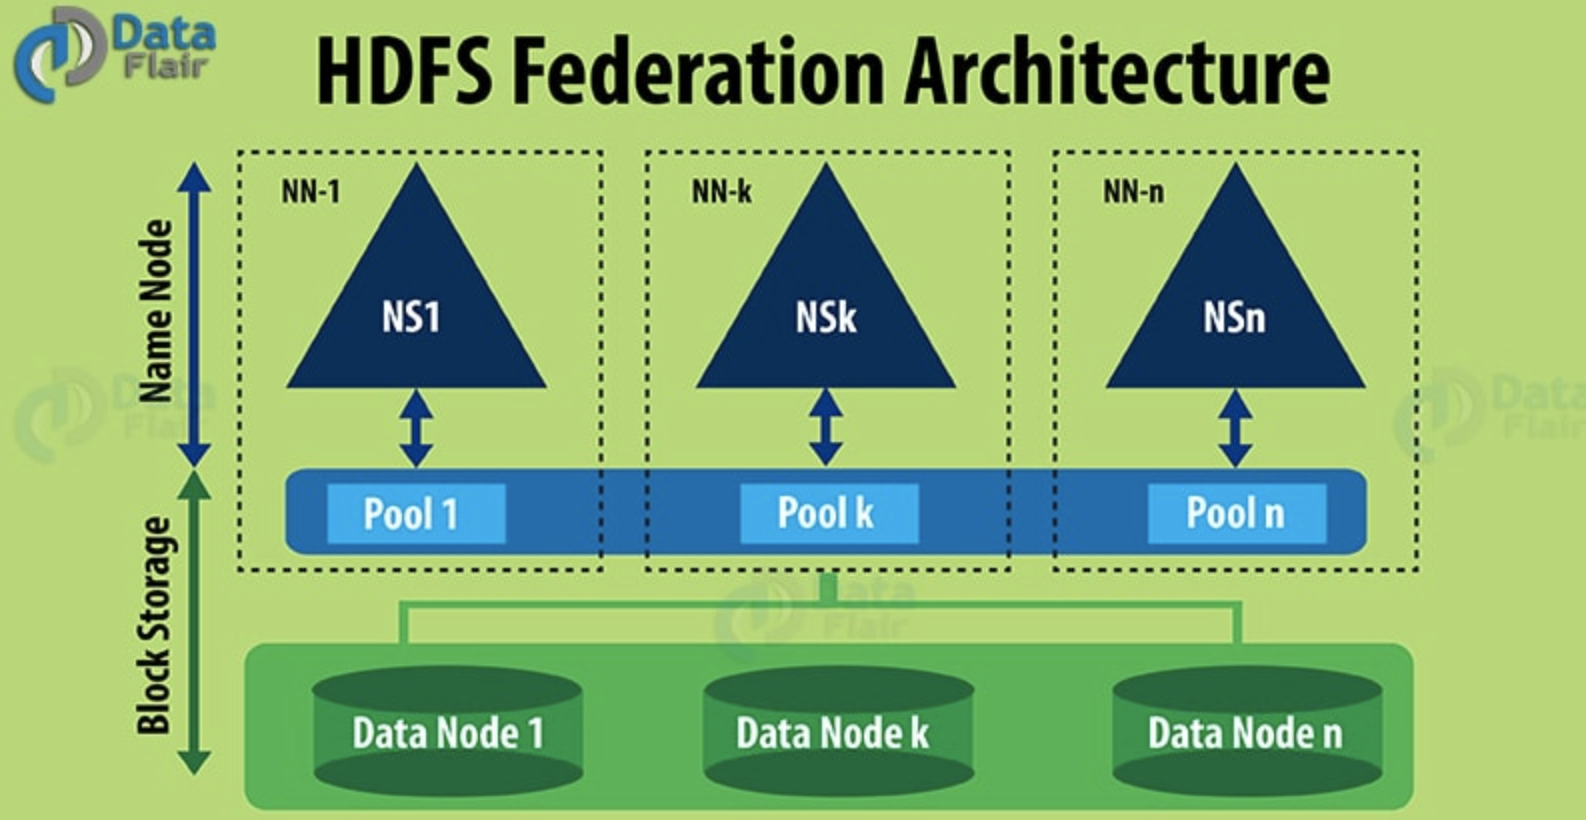 Data
Flair
HDFS Federation Architecture
Name Node
NN-1
NS1
NN-k
NSk
NN-n
NSn
Block Storage
Pool 1
Pool k
Pool n
Data
Flair
Data
Flair
Data
Flair
Data Node 1
Data Node k
Data Node n